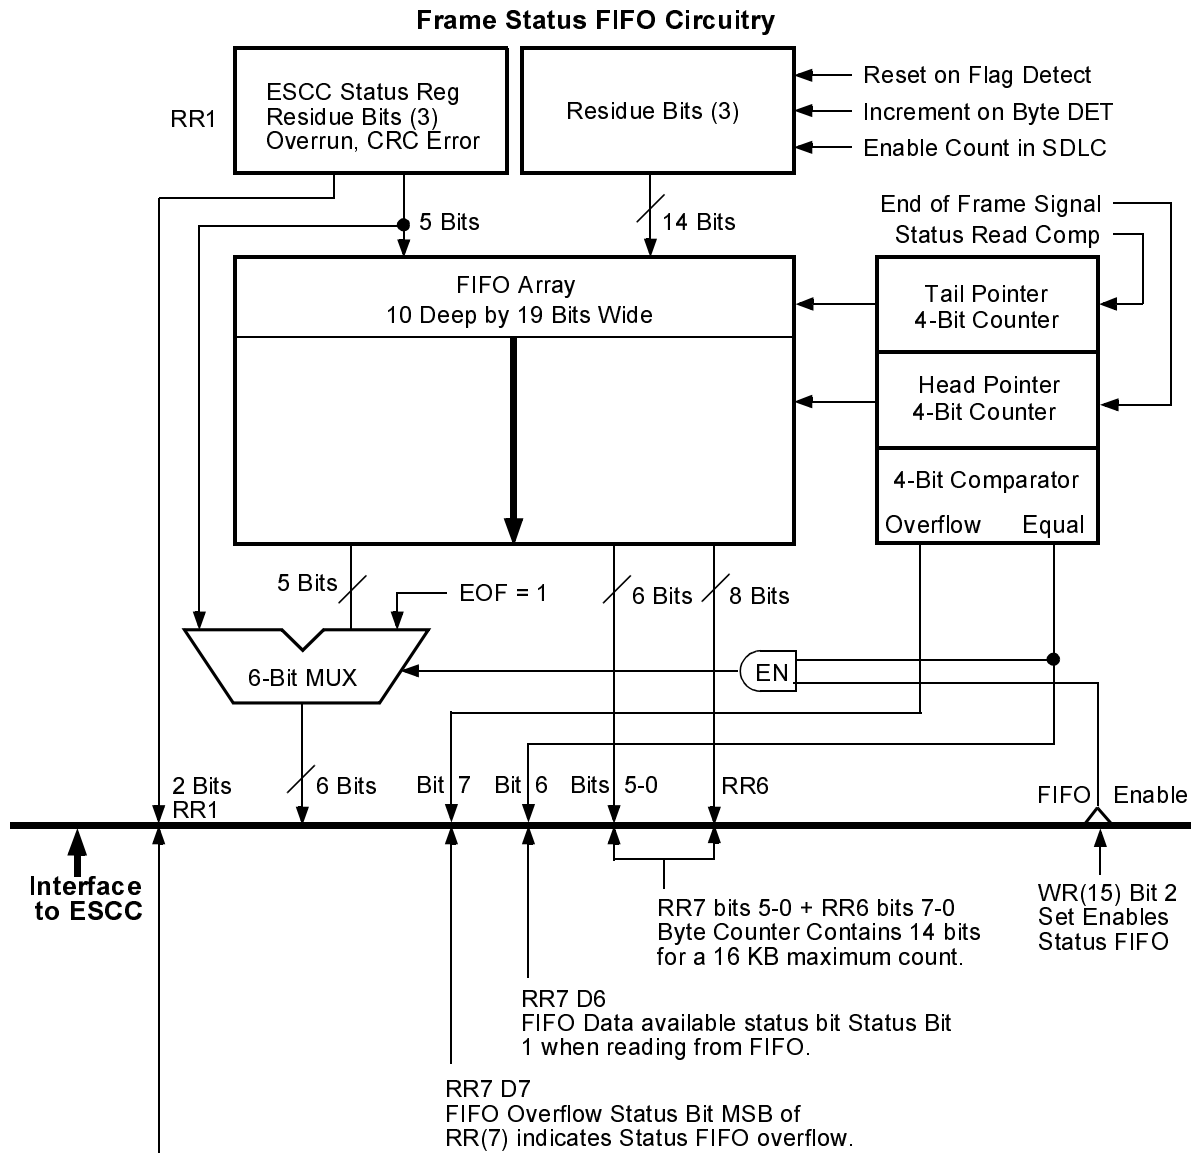 Frame Status FIFO Circuitry
RR1
ESCC Status Reg
Residue Bits (3)
Overrun, CRC Error
Residue Bits (3)
Reset on Flag Detect
Increment on Byte DET
Enable Count in SDLC
5 Bits
14 Bits
End of Frame Signal
Status Read Comp
FIFO Array
10 Deep by 19 Bits Wide
Tail Pointer
4-Bit Counter
Head Pointer
4-Bit Counter
4-Bit Comparator
Overflow Equal
5 Bits
EOF = 1
6 Bits
8 Bits
6-Bit MUX
EN
2 Bits
RR1
6 Bits
Bit 7
Bit 6
Bits 5-0
RR6
FIFO Enable
Interface
to ESCC
RR7 bits 5-0 + RR6 bits 7-0
Byte Counter Contains 14 bits
for a 16 KB maximum count.
WR(15) Bit 2
Set Enables
Status FIFO
RR7 D6
FIFO Data available status bit Status Bit
1 when reading from FIFO.
RR7 D7
FIFO Overflow Status Bit MSB of
RR(7) indicates Status FIFO overflow.